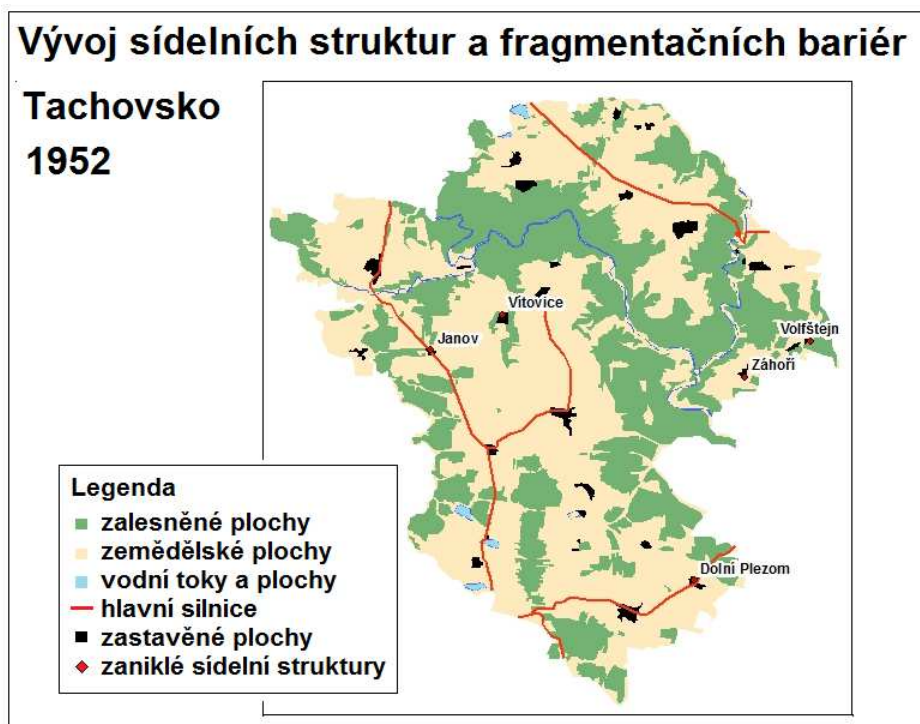 Vývoj sídelních struktur a fragmentačních bariér
Tachovsko
1952
Vítovice
Volfštejn
Janov
Záhoří
Dolní Plezom
Legenda
zalesněné plochy
zemědělské plochy
vodní toky a plochy
hlavní silnice
zastavěné plochy
zaniklé sídelní struktury